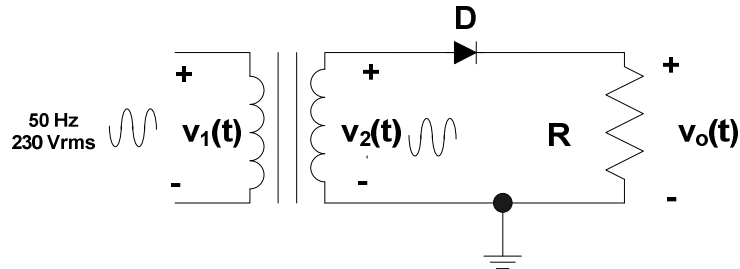 D
+
+
+
50 Hz
230 Vrms
v₁(t)
v₂(t)
R
vₒ(t)
-
-
-